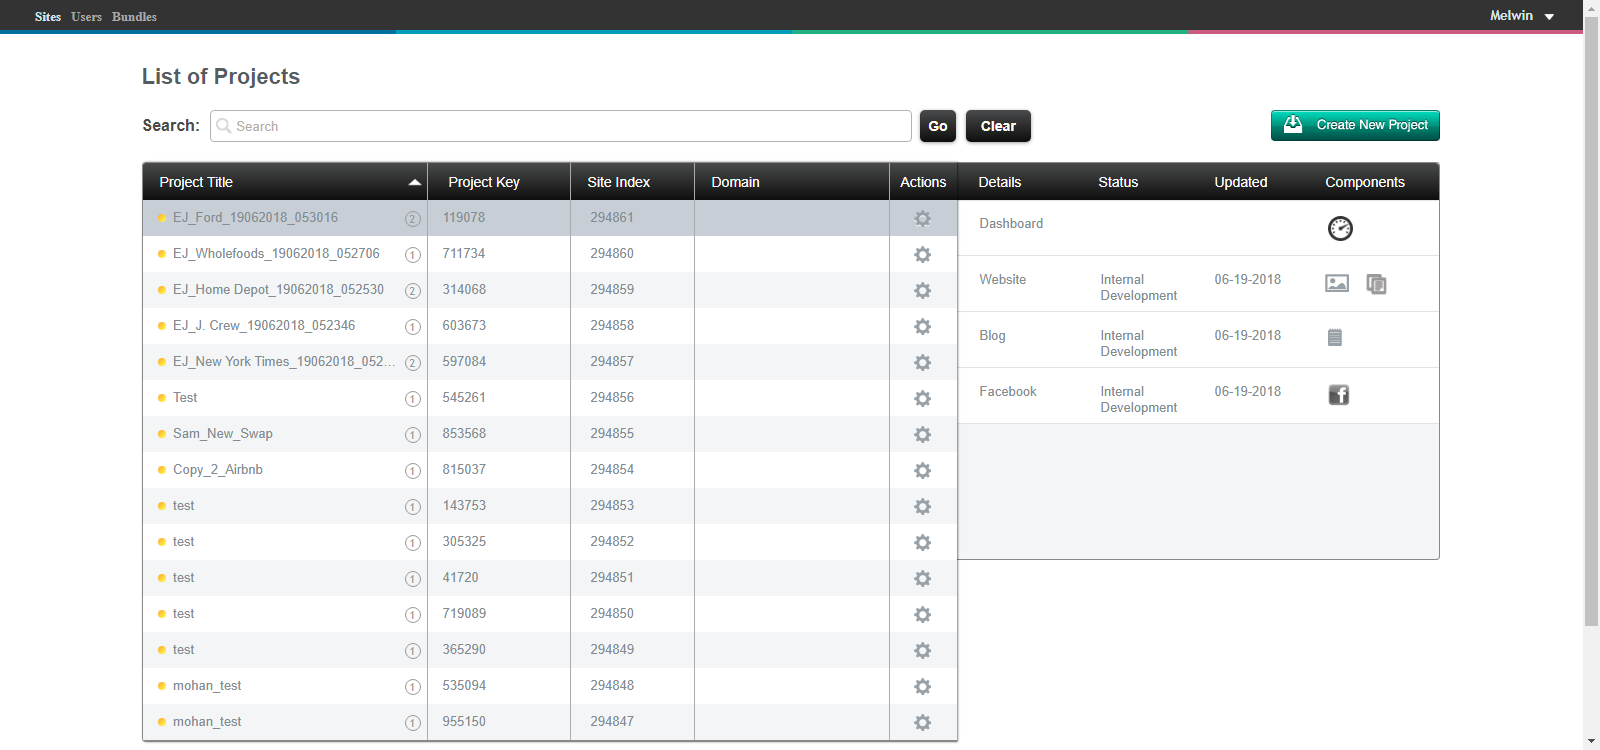 Sites Users Bundles Melwin
List of Projects
Search: Search Go Clear Create New Project
Project Title Project Key Site Index Domain Actions Details Status Updated Components
EJ_Ford_19062018_053016 2 119078 294861
EJ_Wholefoods_19062018_052706 1 711734 294860
EJ_Home Depot_19062018_052530 2 314068 294859
EJ_J. Crew_19062018_052346 1 603673 294858
EJ_New York Times_19062018_052... 2 597084 294857
Test 1 545261 294856
Sam_New_Swap 1 853568 294855
Copy_2_Airbnb 1 815037 294854
test 1 143753 294853
test 1 305325 294852
test 1 41720 294851
test 1 719089 294850
test 1 365290 294849
mohan_test 1 535094 294848
mohan_test 1 955150 294847
Dashboard
Website Internal Development 06-19-2018
Blog Internal Development 06-19-2018
Facebook Internal Development 06-19-2018 f